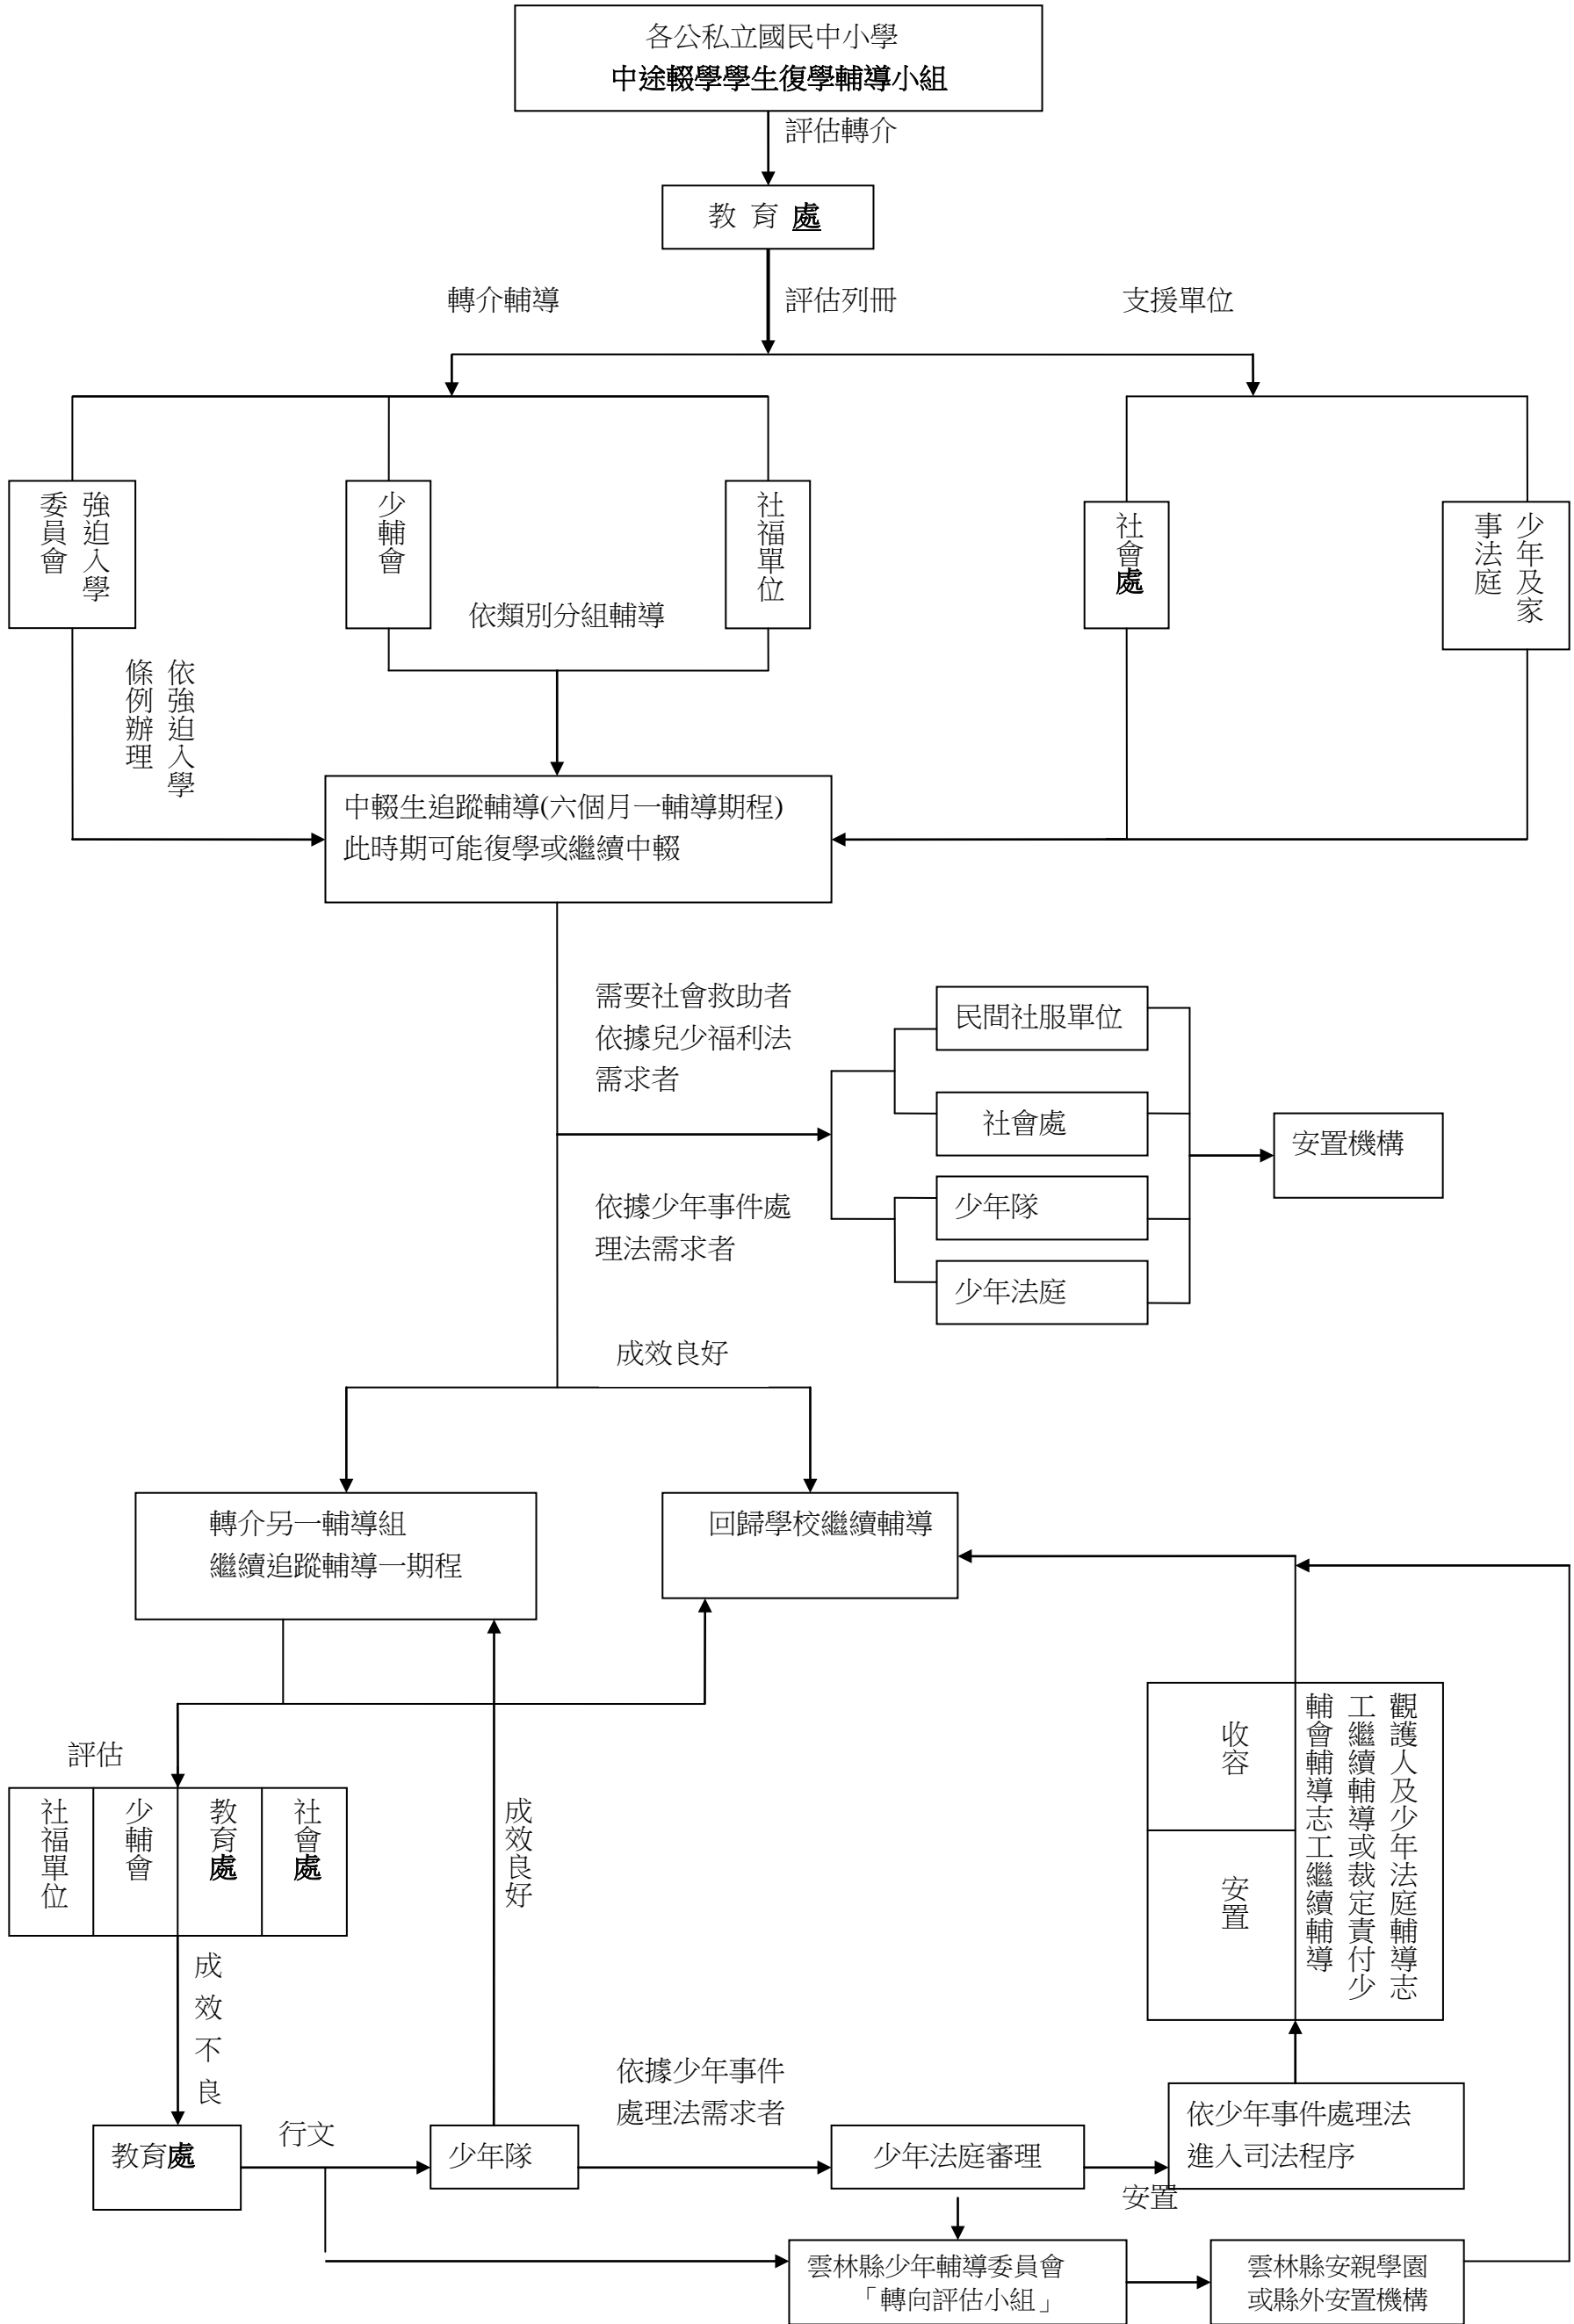 各公私立國民中小學
中途輟學學生復學輔導小組
評估轉介
教 育 處
轉介輔導
評估列冊
支援單位
強迫入學
委員會
少輔會
社福單位
社會處
少年及家
事法庭
依類別分組輔導
依強迫入學
條例辦理
中輟生追蹤輔導(六個月一輔導期程)
此時期可能復學或繼續中輟
需要社會救助者
依據兒少福利法
需求者
民間社服單位
社會處
安置機構
依據少年事件處
理法需求者
少年隊
少年法庭
成效良好
轉介另一輔導組
繼續追蹤輔導一期程
回歸學校繼續輔導
評估
社福單位
少輔會
教育處
社會處
成效良好
收容
安置
觀護人及少年法庭輔導志
工繼續輔導或裁定責付少
輔會輔導志工繼續輔導
成效不良
教育處
行文
少年隊
依據少年事件
處理法需求者
少年法庭審理
依少年事件處理法
進入司法程序
安置
雲林縣少年輔導委員會
「轉向評估小組」
雲林縣安親學園
或縣外安置機構